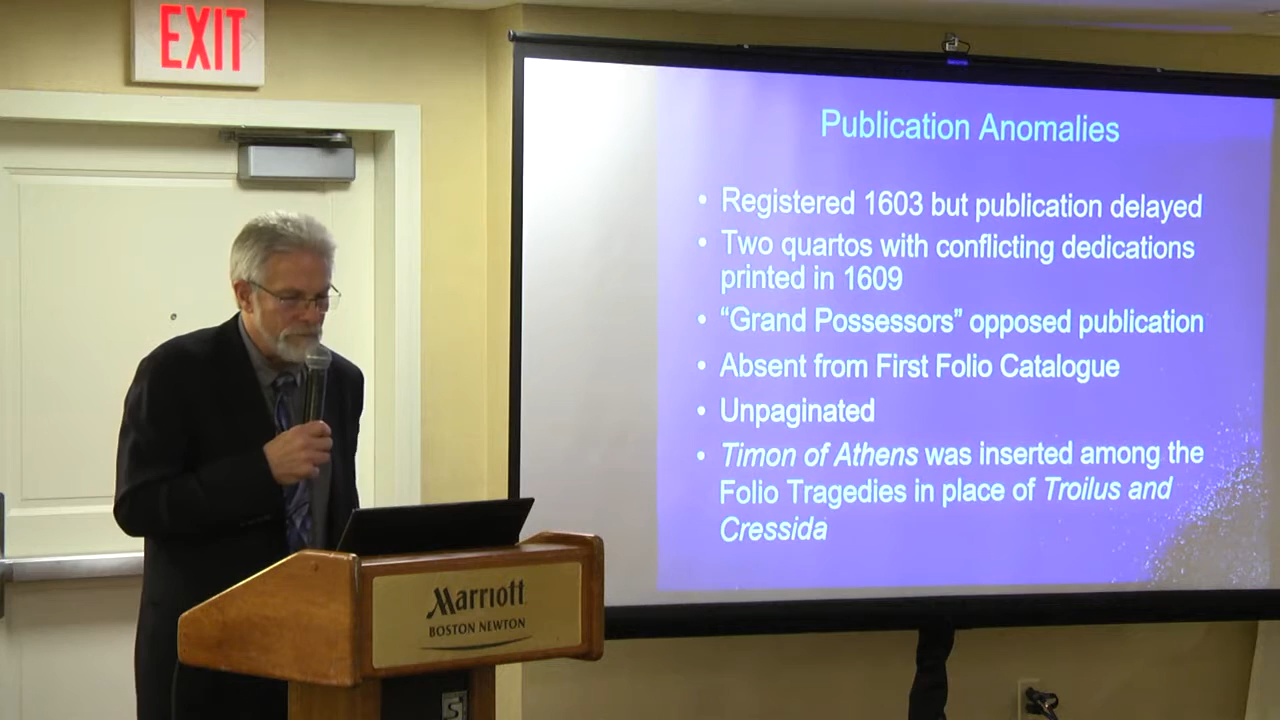 EXIT
Publication Anomalies
• Registered 1603 but publication delayed
• Two quartos with conflicting dedications
printed in 1609
• “Grand Possessors” opposed publication
• Absent from First Folio Catalogue
• Unpaginated
• Timon of Athens was inserted among the
Folio Tragedies in place of Troilus and
Cressida
Marriott
BOSTON NEWTON